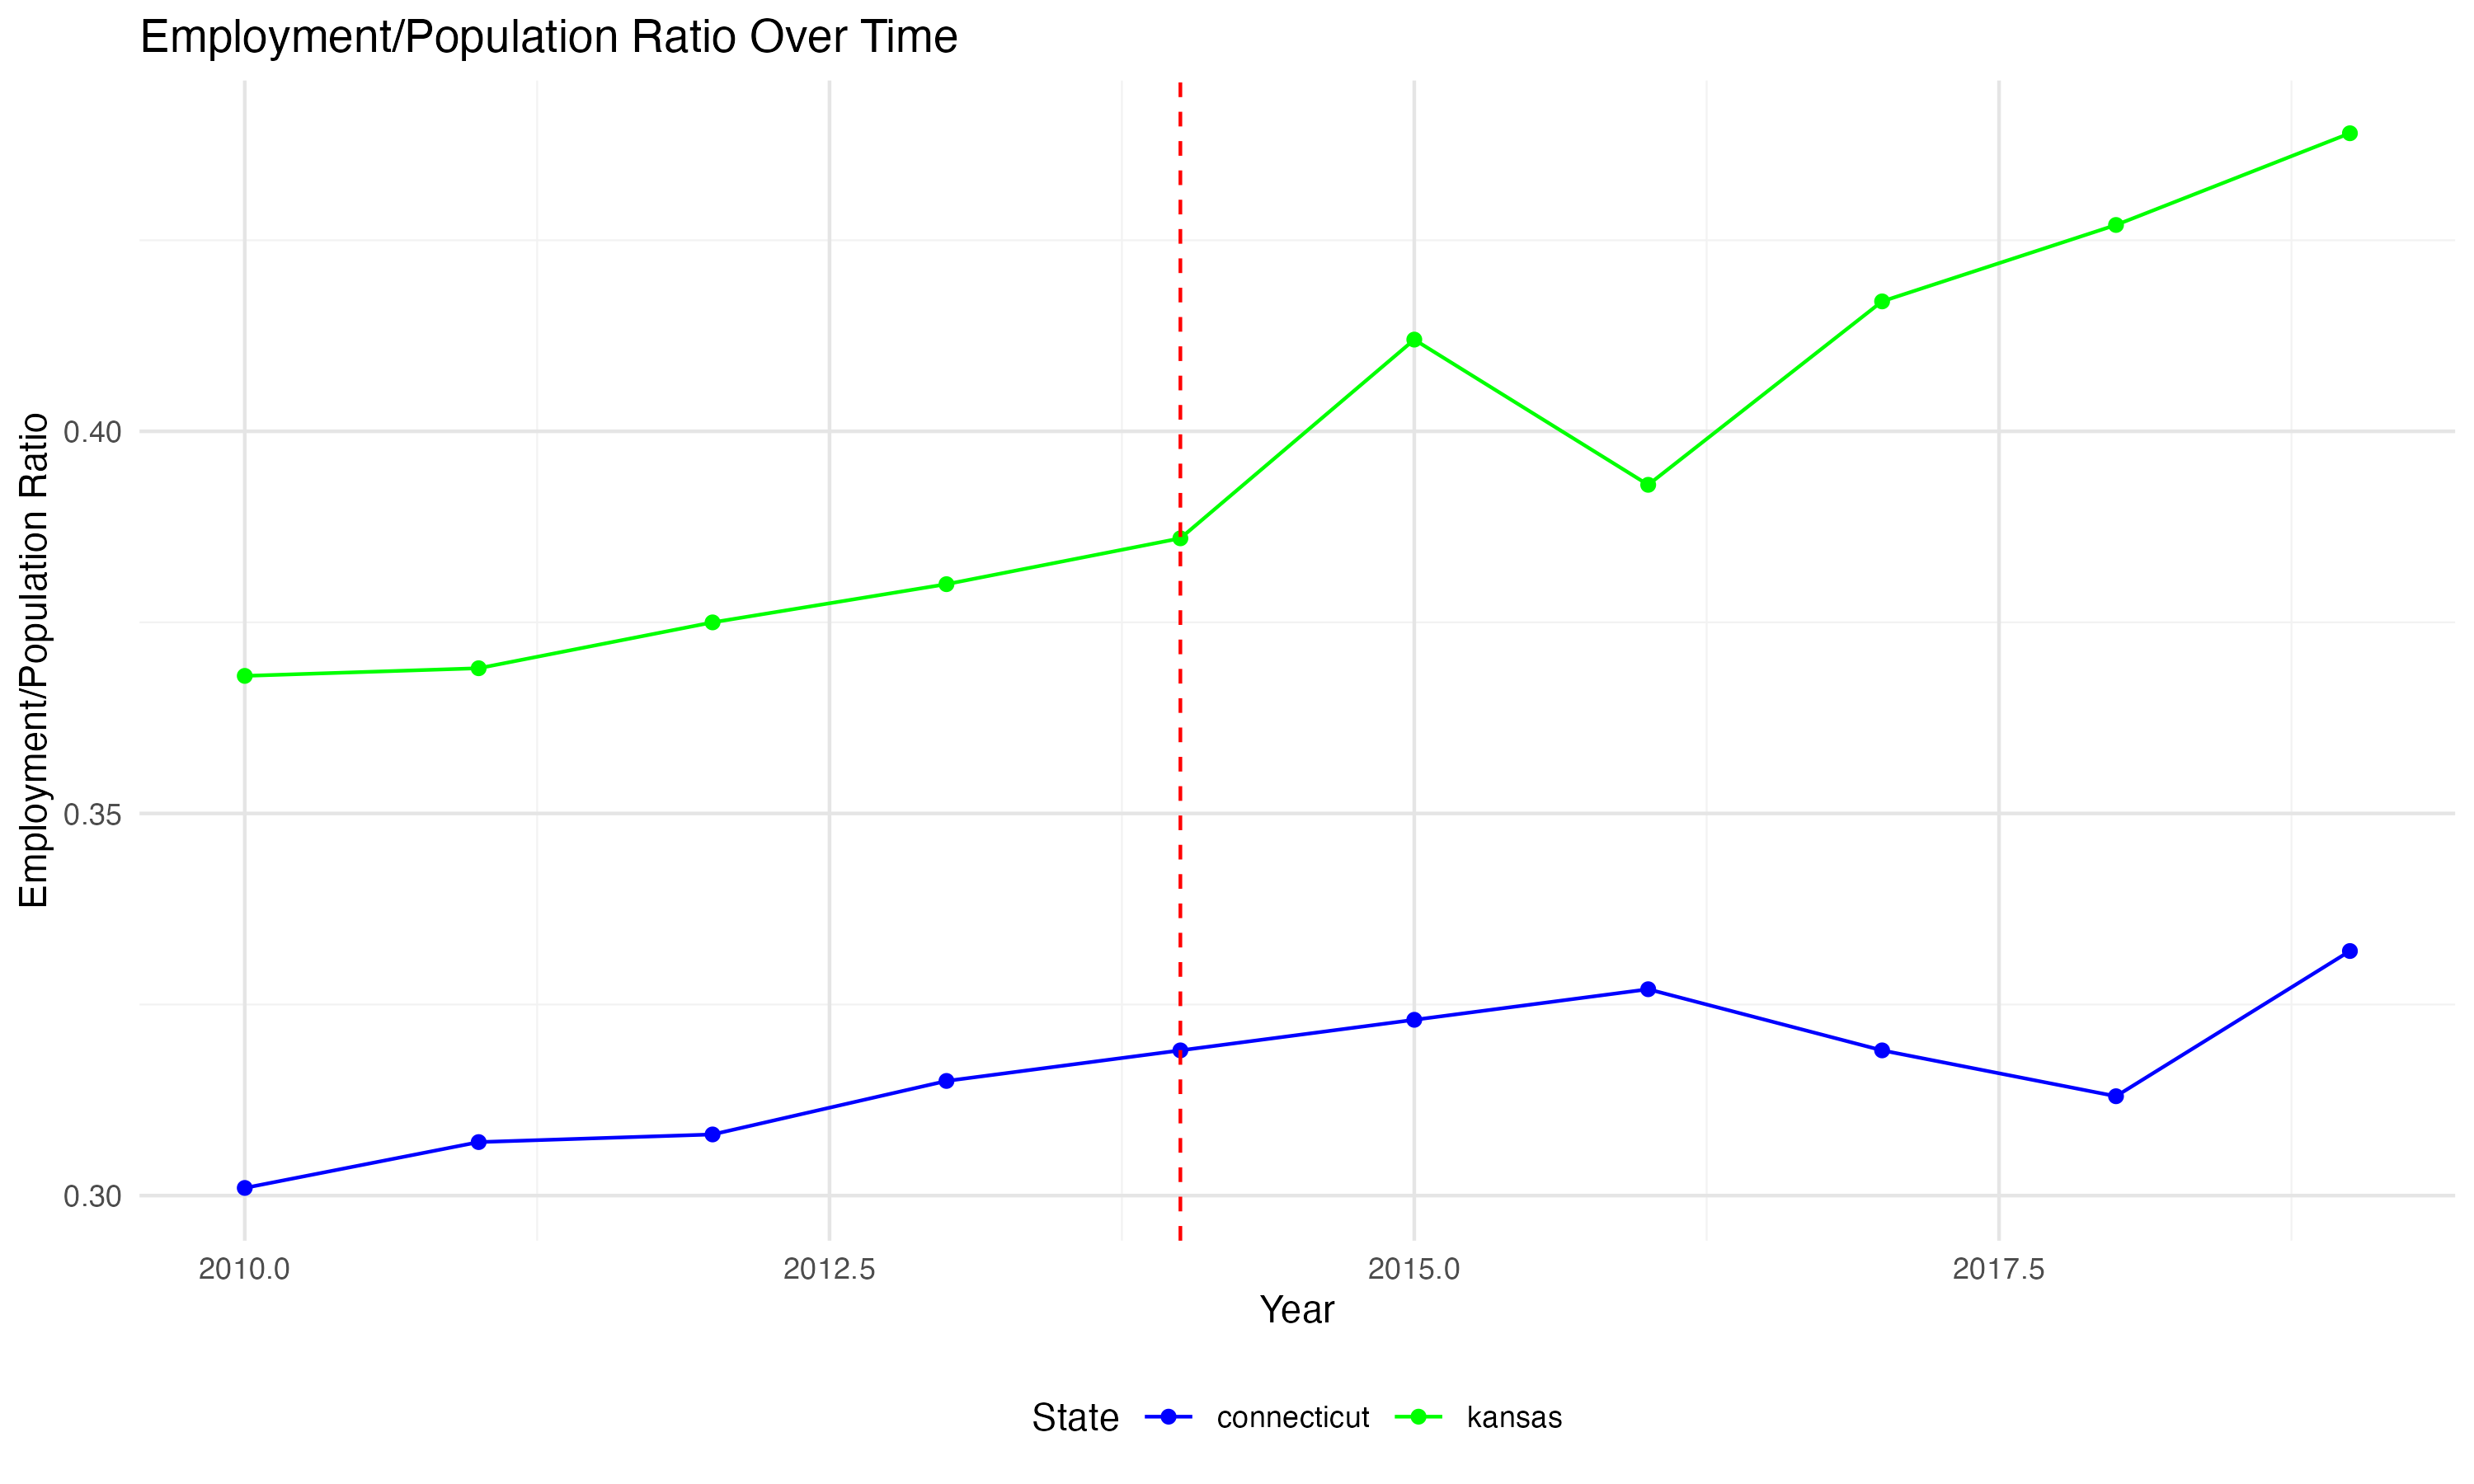 Employment/Population Ratio Over Time
Employment/Population Ratio
0.40
0.35
0.30
2010.0 2012.5 2015.0 2017.5
Year
State connecticut kansas